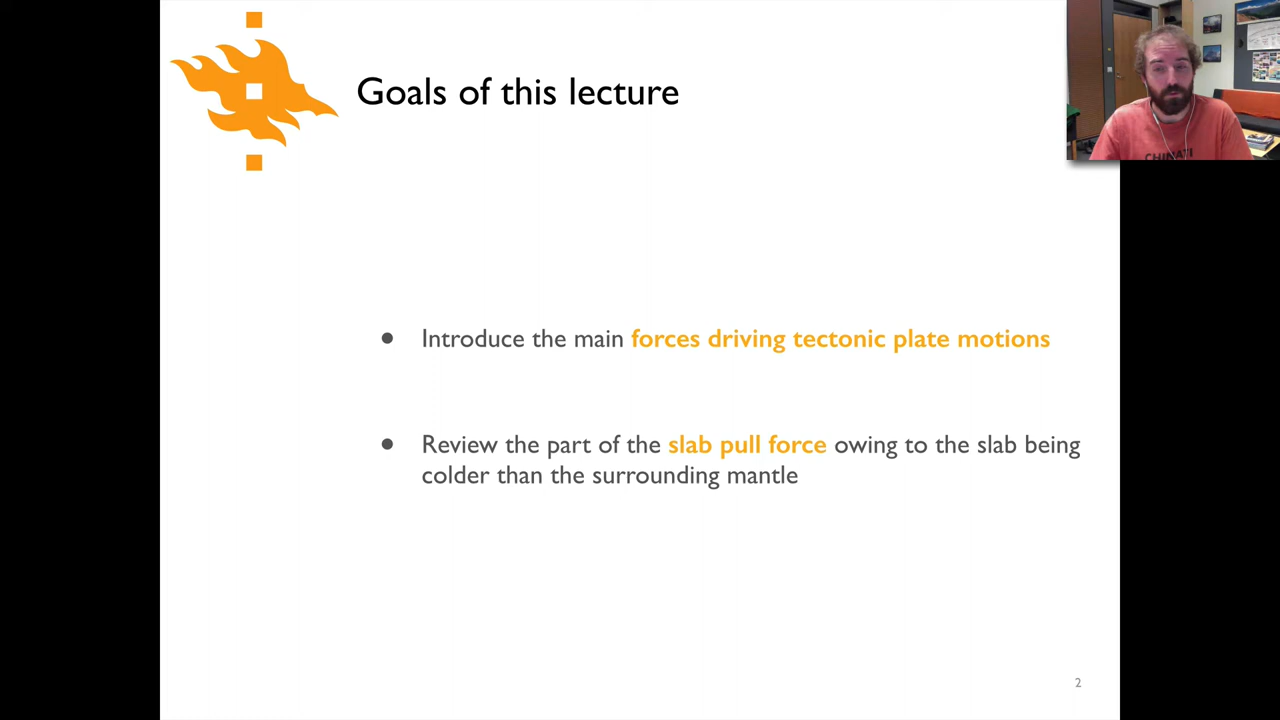 Goals of this lecture
CHINATI
● Introduce the main forces driving tectonic plate motions
● Review the part of the slab pull force owing to the slab being
colder than the surrounding mantle
2